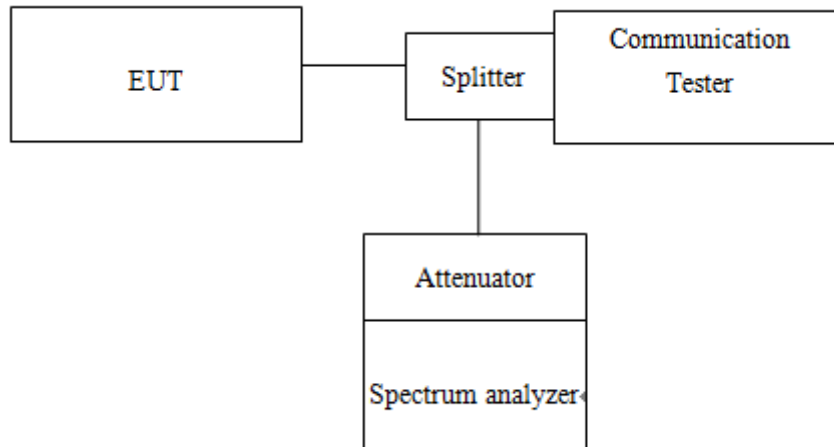 EUT
Splitter
Communication
Tester
Attenuator
Spectrum analyzer